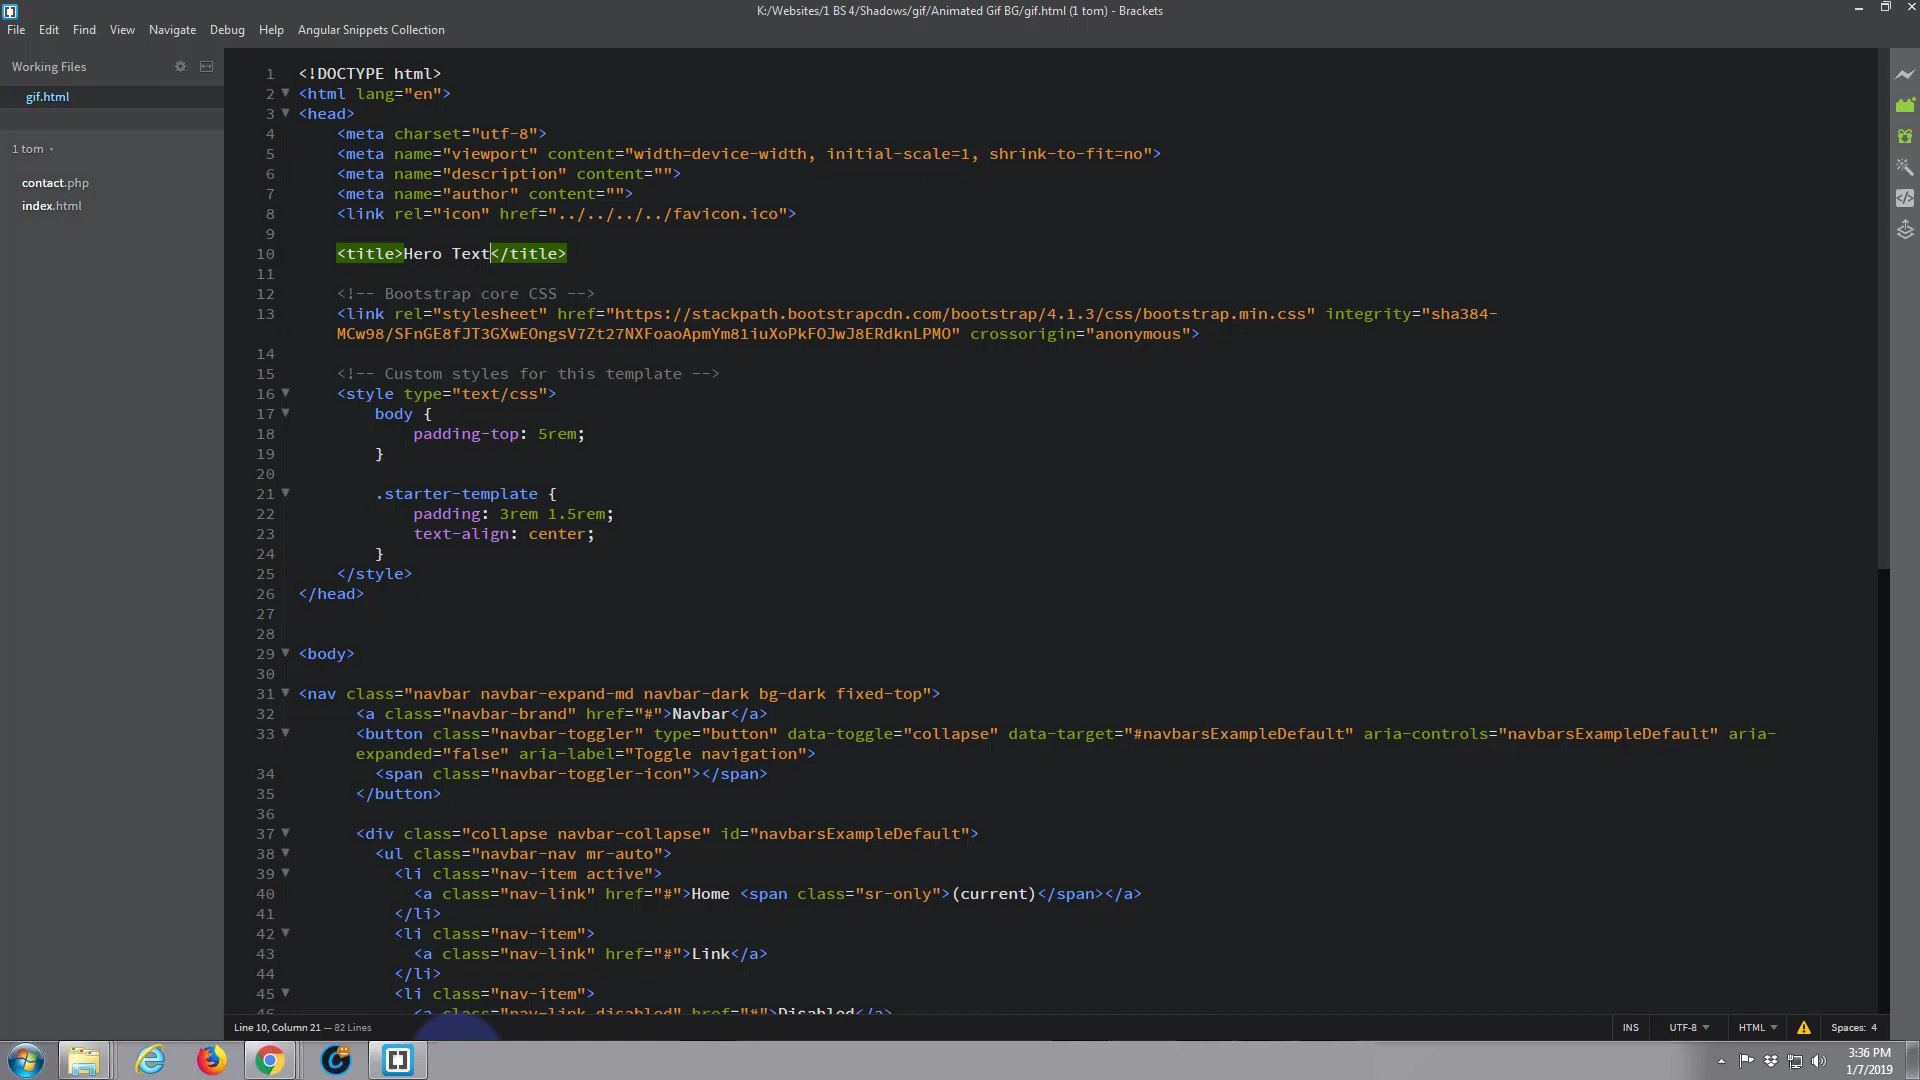 K:/Websites/1 BS 4/Shadows/gif/Animated Gif BG/gif.html (1 tom) - Brackets
File Edit Find View Navigate Debug Help Angular Snippets Collection
Working Files
gif.html
1 tom
contact.php
index.html
1 <!DOCTYPE html>
2 <html lang="en">
3 <head>
4 <meta charset="utf-8">
5 <meta name="viewport" content="width=device-width, initial-scale=1, shrink-to-fit=no">
6 <meta name="description" content="">
7 <meta name="author" content="">
8 <link rel="icon" href="../../../../favicon.ico">
9
10 <title>Hero Text</title>
11
12 <!-- Bootstrap core CSS -->
13 <link rel="stylesheet" href="https://stackpath.bootstrapcdn.com/bootstrap/4.1.3/css/bootstrap.min.css" integrity="sha384-
MCw98/SFnGE8fJT3GXwEOngsV7Zt27NXFoaoApmYm81iuXoPkFOJwJ8ERdknLPMO" crossorigin="anonymous">
14
15 <!-- Custom styles for this template -->
16 <style type="text/css">
17 body {
18 padding-top: 5rem;
19 }
20
21 .starter-template {
22 padding: 3rem 1.5rem;
23 text-align: center;
24 }
25 </style>
26 </head>
27
28
29 <body>
30
31 <nav class="navbar navbar-expand-md navbar-dark bg-dark fixed-top">
32 <a class="navbar-brand" href="#">Navbar</a>
33 <button class="navbar-toggler" type="button" data-toggle="collapse" data-target="#navbarsExampleDefault" aria-controls="navbarsExampleDefault" aria-
expanded="false" aria-label="Toggle navigation">
34 <span class="navbar-toggler-icon"></span>
35 </button>
36
37 <div class="collapse navbar-collapse" id="navbarsExampleDefault">
38 <ul class="navbar-nav mr-auto">
39 <li class="nav-item active">
40 <a class="nav-link" href="#">Home <span class="sr-only">(current)</span></a>
41 </li>
42 <li class="nav-item">
43 <a class="nav-link" href="#">Link</a>
44 </li>
45 <li class="nav-item">
46 <a class="nav-link disabled" href="#">Disabled</a>
Line 10, Column 21 — 82 Lines
INS UTF-8 HTML Spaces: 4
3:36 PM
1/7/2019